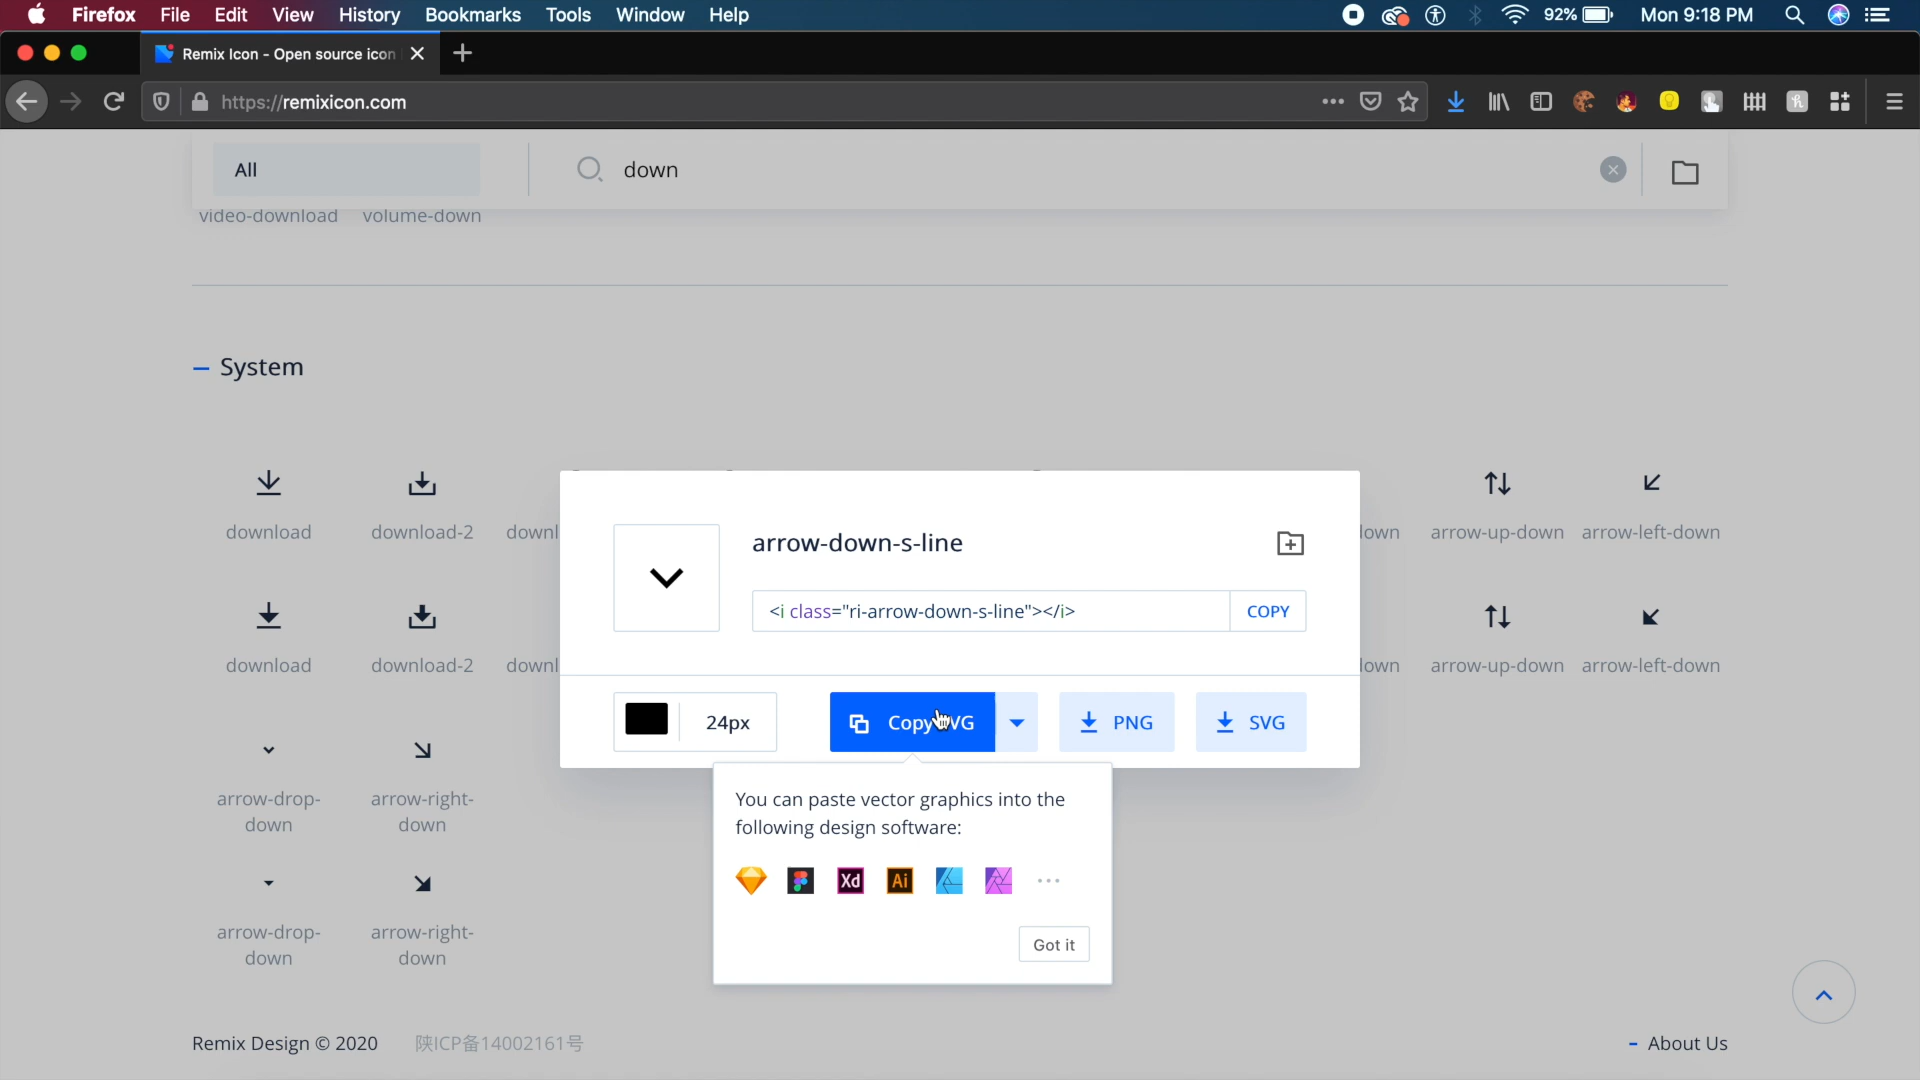 Firefox File Edit View History Bookmarks Tools Window Help 92% Mon 9:18 PM
Remix Icon - Open source icon
https://remixicon.com
All down
video-download volume-down
System
download download-2 downl
arrow-down-s-line
own arrow-up-down arrow-left-down
<i class="ri-arrow-down-s-line"></i> COPY
download download-2 downl own arrow-up-down arrow-left-down
24px Copy VG PNG SVG
arrow-drop-
down
arrow-right-
down
You can paste vector graphics into the
following design software:
Xd Ai
arrow-drop-
down
arrow-right-
down
Got it
Remix Design © 2020 陕ICP备14002161号 About Us